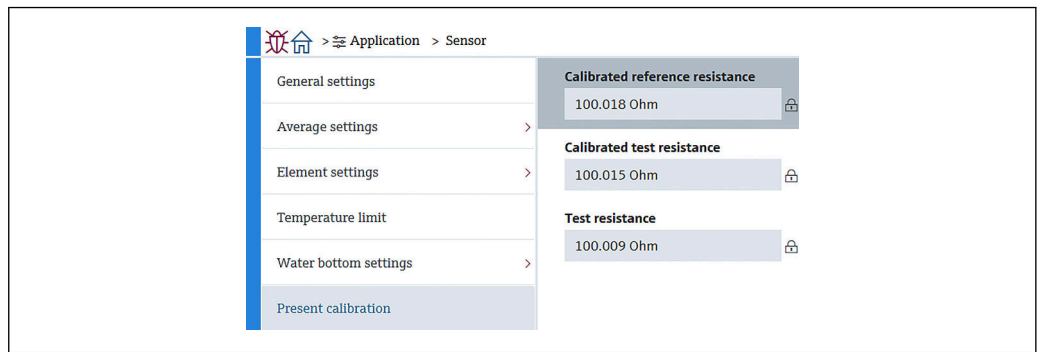 > Application > Sensor
General settings
Average settings >
Element settings >
Temperature limit
Water bottom settings >
Present calibration
Calibrated reference resistance
100.018 Ohm
Calibrated test resistance
100.015 Ohm
Test resistance
100.009 Ohm